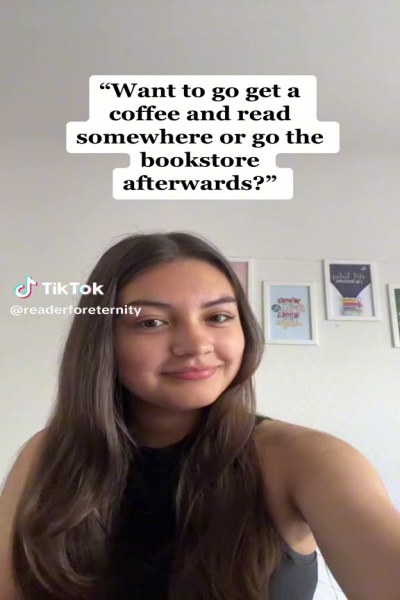 “Want to go get a
coffee and read
somewhere or go the
bookstore
afterwards?”
TikTok
@readerforeternity